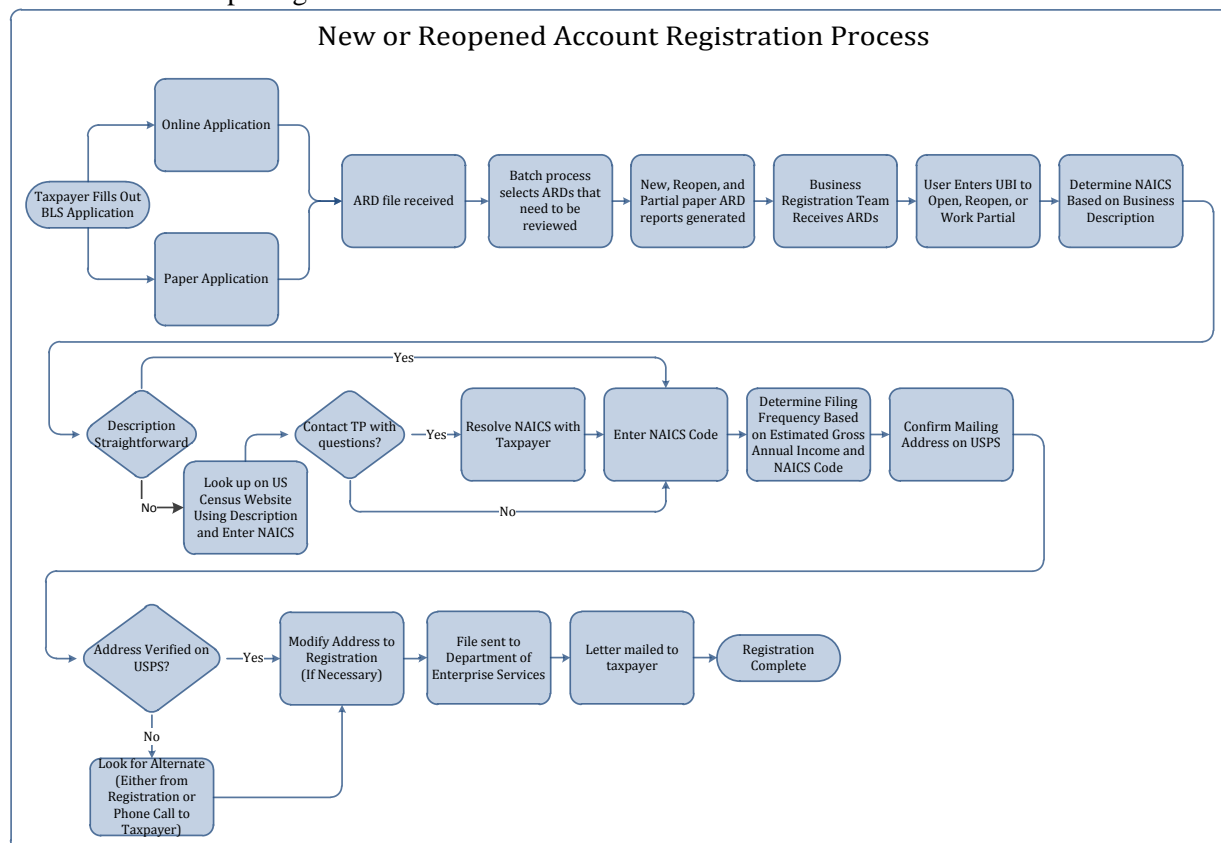 New or Reopened Account Registration Process
Online Application
Taxpayer Fills Out
BLS Application
Paper Application
ARD file received
Batch process
selects ARDs that
need to be
reviewed
New, Reopen, and
Partial paper ARD
reports generated
Business
Registration Team
Receives ARDs
User Enters UBI to
Open, Reopen, or
Work Partial
Determine NAICS
Based on Business
Description
Description
Straightforward
Yes
No
Look up on US
Census Website
Using Description
and Enter NAICS
Contact TP with
questions?
Yes
No
Resolve NAICS with
Taxpayer
Enter NAICS Code
Determine Filing
Frequency Based
on Estimated Gross
Annual Income and
NAICS Code
Confirm Mailing
Address on USPS
Address Verified on
USPS?
Yes
No
Look for Alternate
(Either from
Registration or
Phone Call to
Taxpayer)
Modify Address to
Registration
(If Necessary)
File sent to
Department of
Enterprise Services
Letter mailed to
taxpayer
Registration
Complete